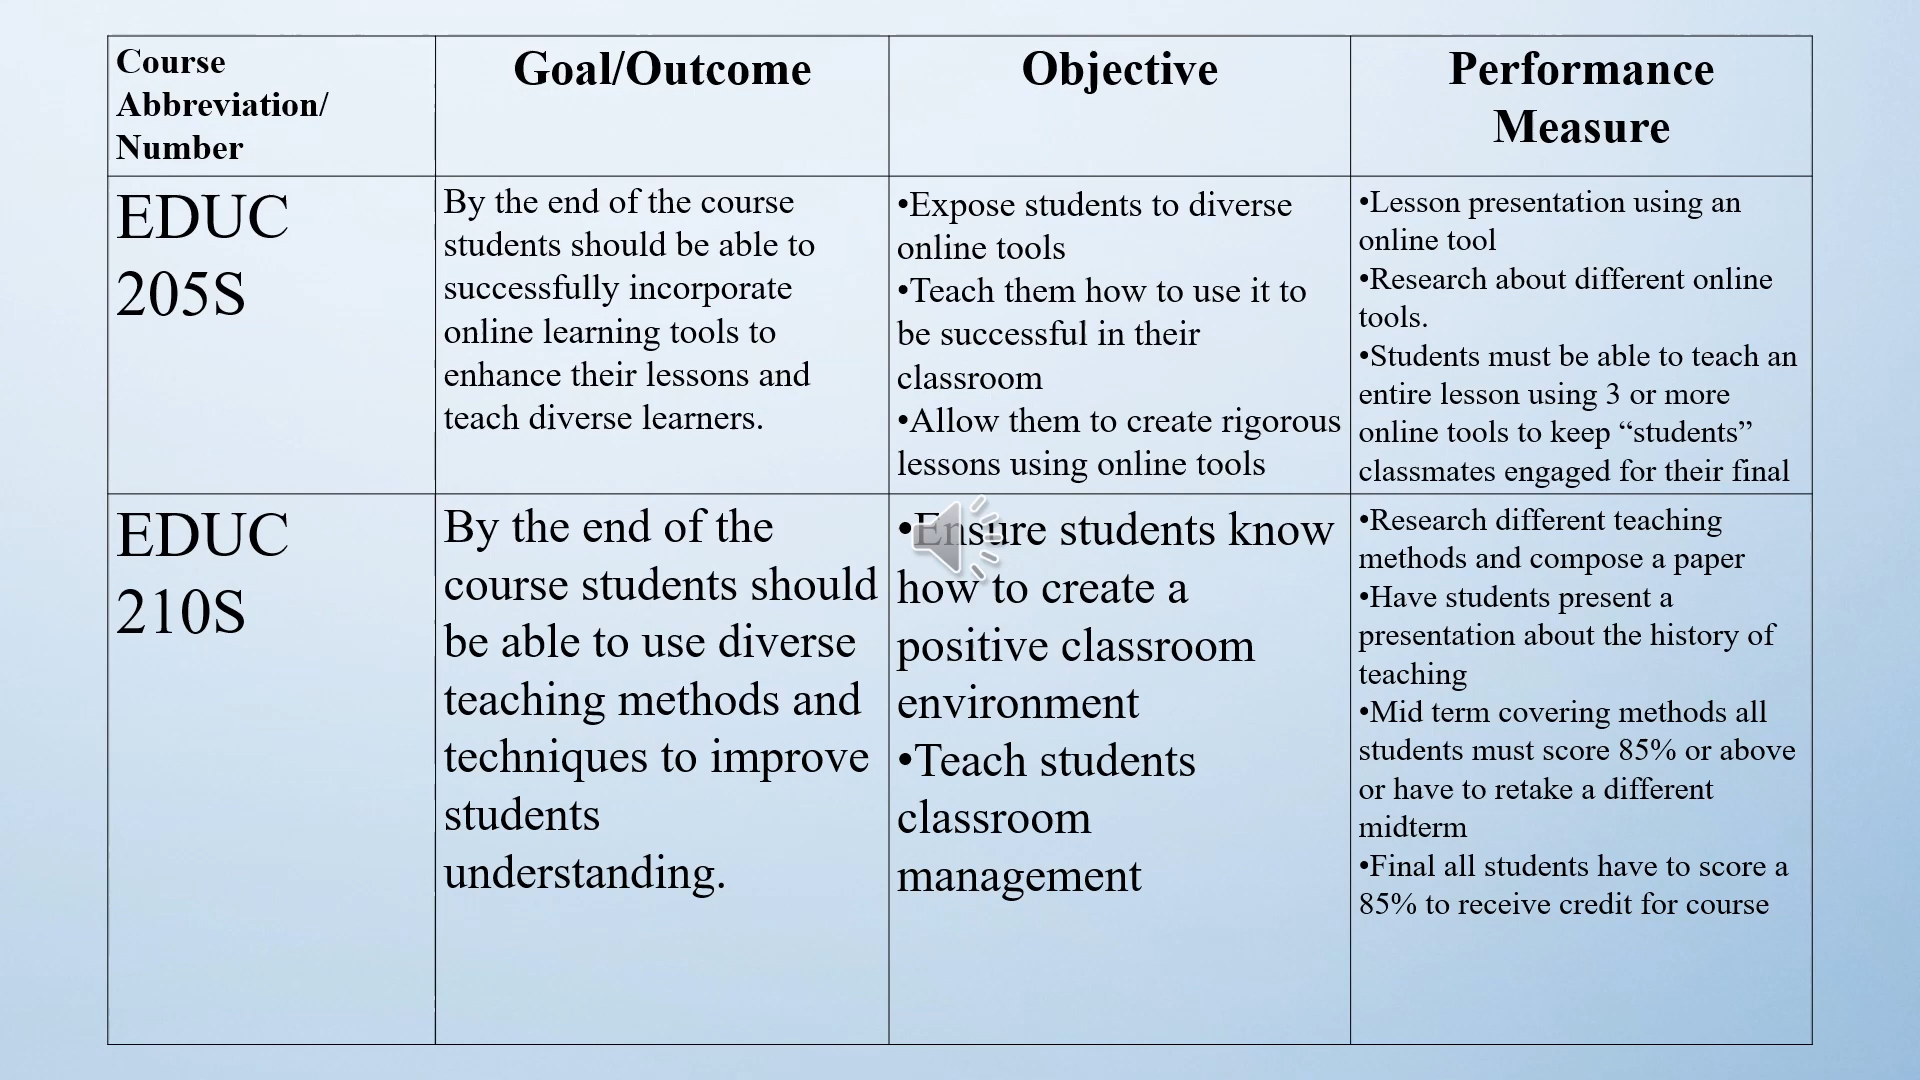 Course
Abbreviation/
Number
Goal/Outcome
Objective
Performance
Measure
EDUC
205S
By the end of the course
students should be able to
successfully incorporate
online learning tools to
enhance their lessons and
teach diverse learners.
•Expose students to diverse
online tools
•Teach them how to use it to
be successful in their
classroom
•Allow them to create rigorous
lessons using online tools
•Lesson presentation using an
online tool
•Research about different online
tools.
•Students must be able to teach an
entire lesson using 3 or more
online tools to keep “students”
classmates engaged for their final
EDUC
210S
By the end of the
course students should
be able to use diverse
teaching methods and
techniques to improve
students
understanding.
•Ensure students know
how to create a
positive classroom
environment
•Teach students
classroom
management
•Research different teaching
methods and compose a paper
•Have students present a
presentation about the history of
teaching
•Mid term covering methods all
students must score 85% or above
or have to retake a different
midterm
•Final all students have to score a
85% to receive credit for course